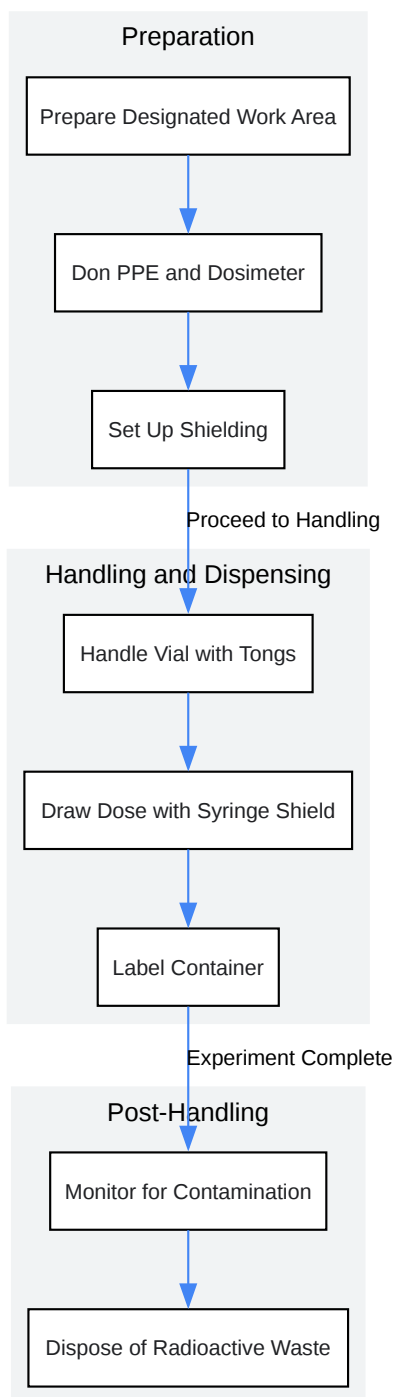 Preparation
Prepare Designated Work Area
Don PPE and Dosimeter
Set Up Shielding
Proceed to Handling
Handling and Dispensing
Handle Vial with Tongs
Draw Dose with Syringe Shield
Label Container
Experiment Complete
Post-Handling
Monitor for Contamination
Dispose of Radioactive Waste